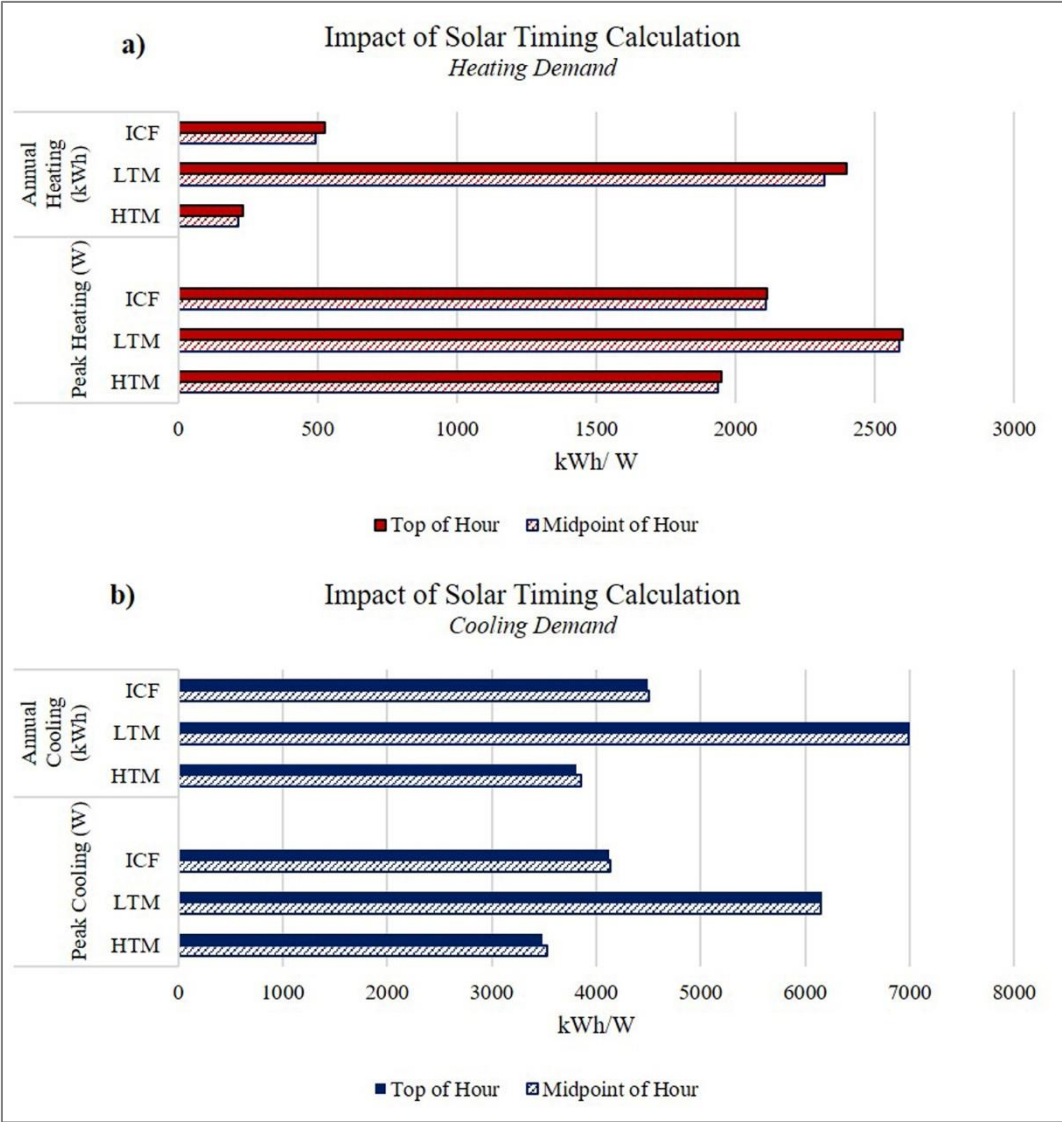 a)
Impact of Solar Timing Calculation
Heating Demand
Annual
Heating
(kWh)
ICF
LTM
HTM
Peak Heating (W)
ICF
LTM
HTM
0 500 1000 1500 2000 2500 3000
kWh/ W
Top of Hour Midpoint of Hour
b)
Impact of Solar Timing Calculation
Cooling Demand
Annual
Cooling
(kWh)
ICF
LTM
HTM
Peak Cooling (W)
ICF
LTM
HTM
0 1000 2000 3000 4000 5000 6000 7000 8000
kWh/W
Top of Hour Midpoint of Hour